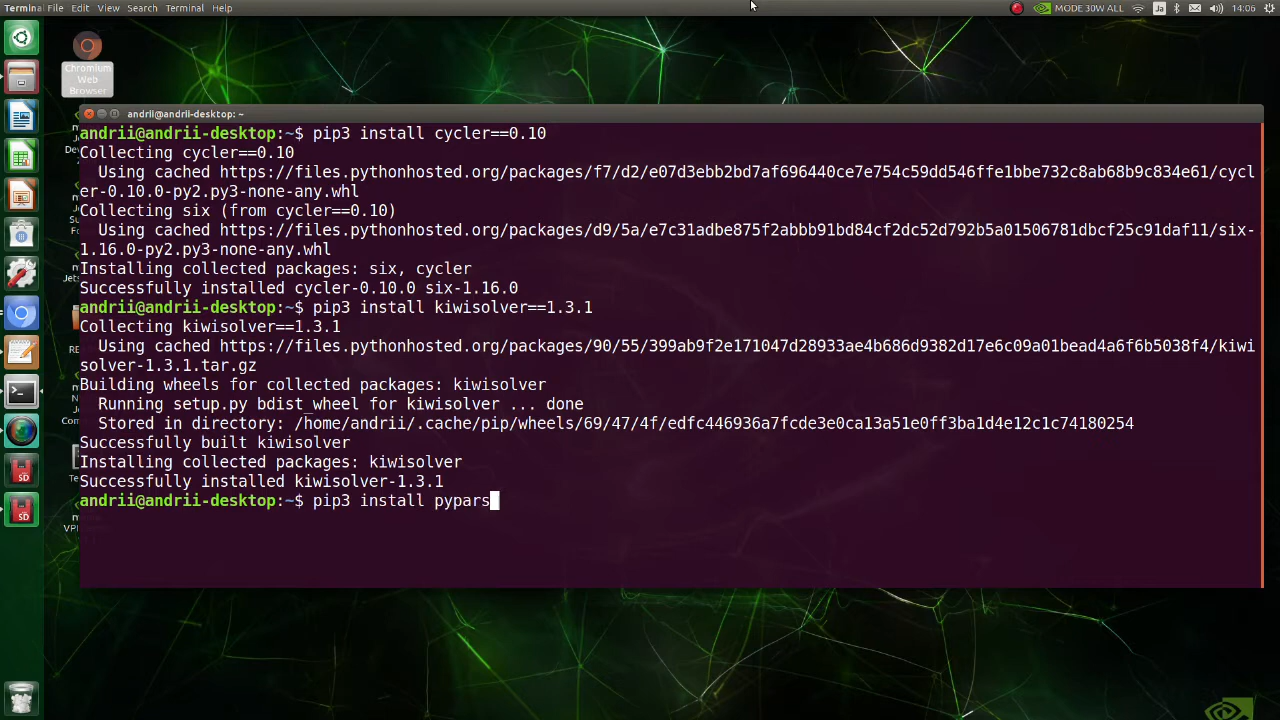 Terminal File Edit View Search Terminal Help
MODE 30W ALL Ja 14:06
Chromium
Web
Browser
andrii@andrii-desktop: ~
andrii@andrii-desktop:~$ pip3 install cycler==0.10
Collecting cycler==0.10
Using cached https://files.pythonhosted.org/packages/f7/d2/e07d3ebb2bd7af696440ce7e754c59dd546ffe1bbe732c8ab68b9c834e61/cycl
er-0.10.0-py2.py3-none-any.whl
Collecting six (from cycler==0.10)
Using cached https://files.pythonhosted.org/packages/d9/5a/e7c31adbe875f2abbb91bd84cf2dc52d792b5a01506781dbcf25c91daf11/six-
1.16.0-py2.py3-none-any.whl
Installing collected packages: six, cycler
Successfully installed cycler-0.10.0 six-1.16.0
andrii@andrii-desktop:~$ pip3 install kiwisolver==1.3.1
Collecting kiwisolver==1.3.1
Using cached https://files.pythonhosted.org/packages/90/55/399ab9f2e171047d28933ae4b686d9382d17e6c09a01bead4a6f6b5038f4/kiwi
solver-1.3.1.tar.gz
Building wheels for collected packages: kiwisolver
Running setup.py bdist_wheel for kiwisolver ... done
Stored in directory: /home/andrii/.cache/pip/wheels/69/47/4f/edfc446936a7fcde3e0ca13a51e0ff3ba1d4e12c1c74180254
Successfully built kiwisolver
Installing collected packages: kiwisolver
Successfully installed kiwisolver-1.3.1
andrii@andrii-desktop:~$ pip3 install pypars